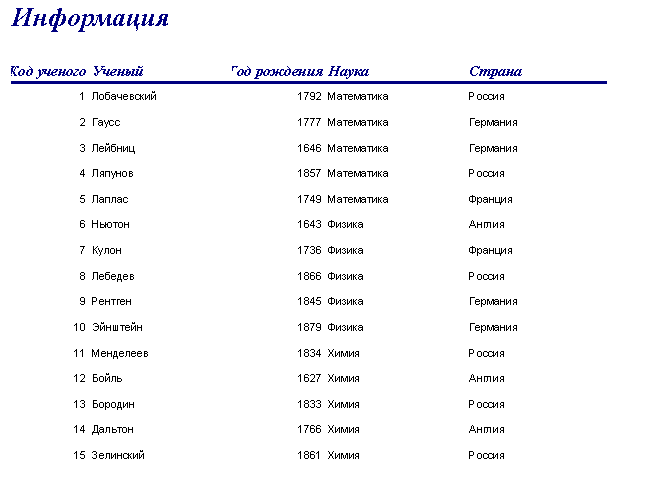 Информация
Код ученого Ученый Год рождения Наука Страна
1 Лобачевский 1792 Математика Россия
2 Гаусс 1777 Математика Германия
3 Лейбниц 1646 Математика Германия
4 Ляпунов 1857 Математика Россия
5 Лаплас 1749 Математика Франция
6 Ньютон 1643 Физика Англия
7 Кулон 1736 Физика Франция
8 Лебедев 1866 Физика Россия
9 Рентген 1845 Физика Германия
10 Эйнштейн 1879 Физика Германия
11 Менделеев 1834 Химия Россия
12 Бойль 1627 Химия Англия
13 Бородин 1833 Химия Россия
14 Дальтон 1766 Химия Англия
15 Зелинский 1861 Химия Россия